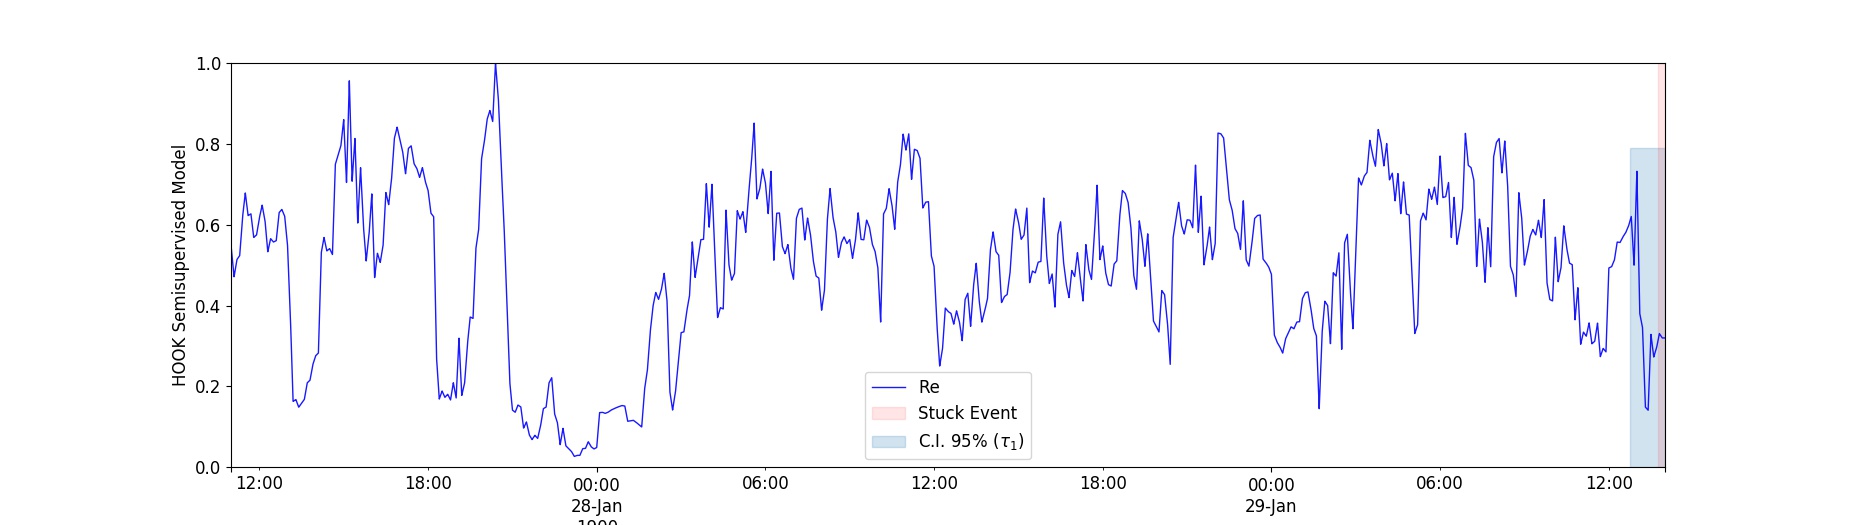 HOOK Semisupervised Model
1.0
0.8
0.6
0.4
0.2
0.0
Re
Stuck Event
C.I. 95% (τ₁)
12:00 18:00 00:00 06:00 12:00 18:00 00:00 06:00 12:00
28-Jan 29-Jan
1900